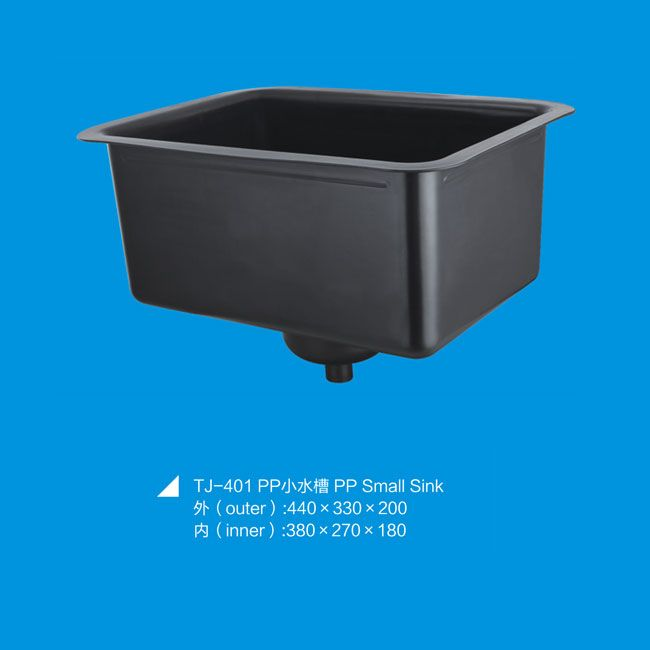 TJ-401 PP小水槽 PP Small Sink
外（outer）:440×330×200
内（inner）:380×270×180